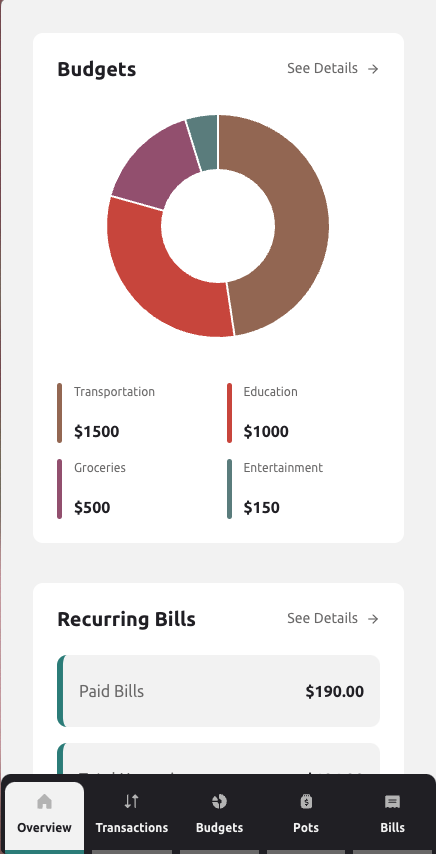 Budgets
See Details
Transportation
Education
$1500
$1000
Groceries
Entertainment
$500
$150
Recurring Bills
See Details
Paid Bills
$190.00
Overview
Transactions
Budgets
Pots
Bills